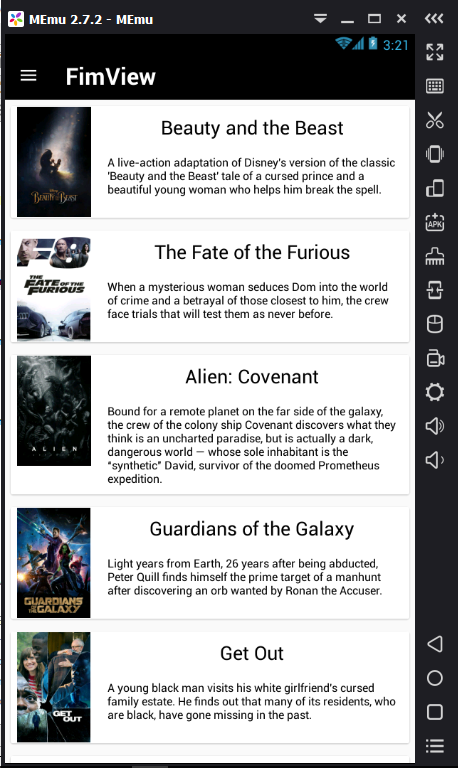 MEmu 2.7.2 - MEmu
3:21
FimView
Beauty and the Beast
A live-action adaptation of Disney's version of the classic
'Beauty and the Beast' tale of a cursed prince and a
beautiful young woman who helps him break the spell.
BEAUTY AND THE BEAST
The Fate of the Furious
F8
THE
FATE OF THE
FURIOUS
When a mysterious woman seduces Dom into the world
of crime and a betrayal of those closest to him, the crew
face trials that will test them as never before.
Alien: Covenant
Bound for a remote planet on the far side of the galaxy,
the crew of the colony ship Covenant discovers what they
think is an uncharted paradise, but is actually a dark,
dangerous world — whose sole inhabitant is the
“synthetic” David, survivor of the doomed Prometheus
expedition.
ALIEN
Guardians of the Galaxy
Light years from Earth, 26 years after being abducted,
Peter Quill finds himself the prime target of a manhunt
after discovering an orb wanted by Ronan the Accuser.
GUARDIANS
OF THE GALAXY
Get Out
A young black man visits his white girlfriend's cursed
family estate. He finds out that many of its residents, who
are black, have gone missing in the past.
GET
OUT
APK